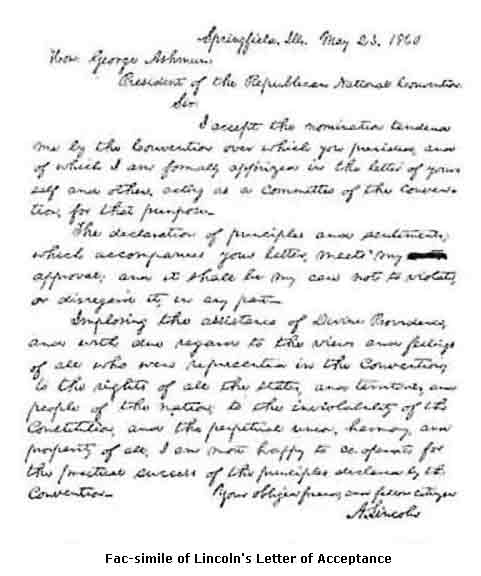 Springfield, Ills. May 23. 1860
Hon. George Ashmun,
President of the Republican National Convention.
Sir:
I accept the nomination tendered
me by the Convention over which you presided, and
of which I am formally apprized in the letter of your-
self and others, acting as a Committee of the Conven-
tion, for that purpose.
The declaration of principles and sentiments,
which accompanies your letter, meets my
approval; and it shall be my care not to violate,
or disregard it, in any part.
Imploring the assistance of Divine Providence,
and with due regard to the views and feelings
of all who were represented in the Convention;
to the rights of all the states, and territories, and
people of the nation; to the inviolability of the
Constitution, and the perpetual union, harmony, and
prosperity of all, I am most happy to co-operate for
the practical success of the principles declared by the
Convention.
Your obliged friend, and fellow citizen
A. Lincoln
Fac-simile of Lincoln's Letter of Acceptance